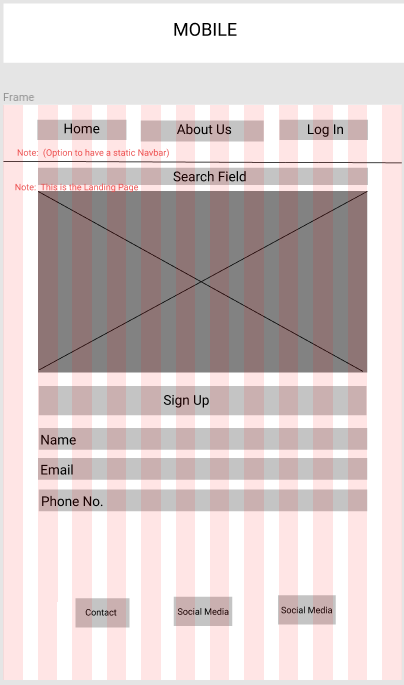 MOBILE
Frame
Home
About Us
Log In
Note: (Option to have a static Navbar)
Search Field
Note: This is the Landing Page
Sign Up
Name
Email
Phone No.
Contact
Social Media
Social Media